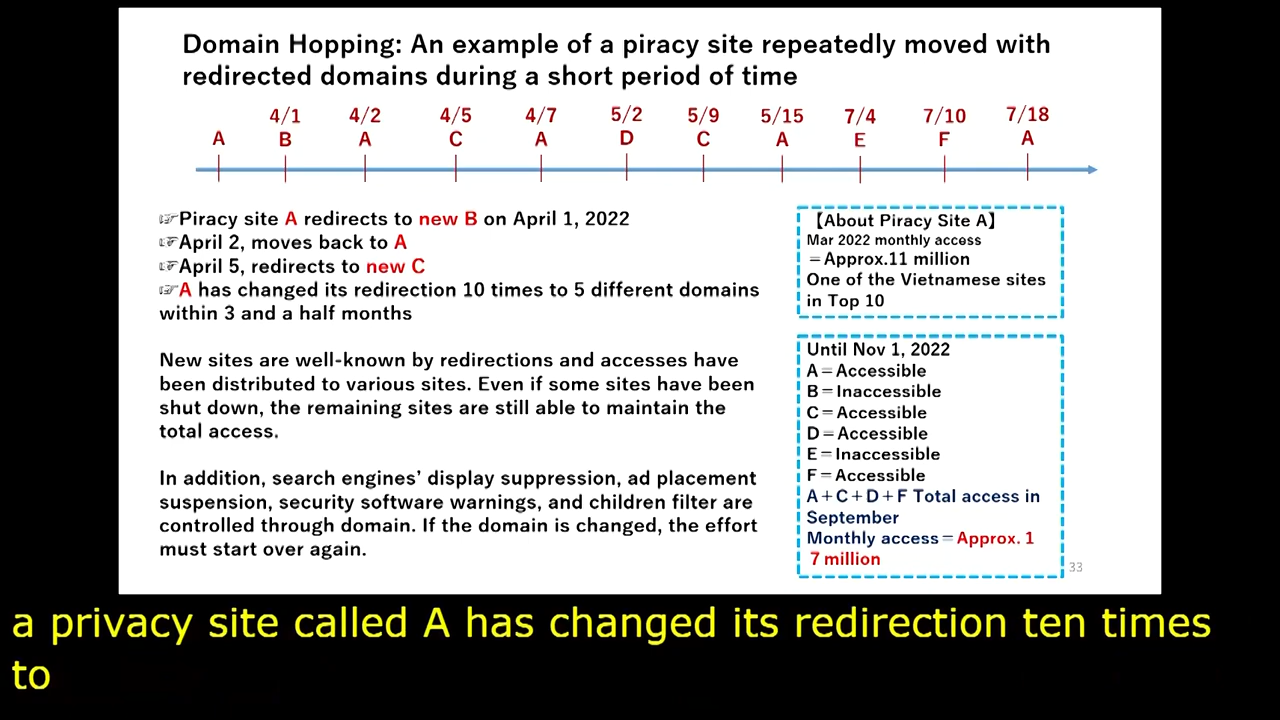 Domain Hopping: An example of a piracy site repeatedly moved with
redirected domains during a short period of time
4/1 4/2 4/5 4/7 5/2 5/9 5/15 7/4 7/10 7/18
A B A C A D C A E F A
☞Piracy site A redirects to new B on April 1, 2022
☞April 2, moves back to A
☞April 5, redirects to new C
☞A has changed its redirection 10 times to 5 different domains
within 3 and a half months
New sites are well-known by redirections and accesses have
been distributed to various sites. Even if some sites have been
shut down, the remaining sites are still able to maintain the
total access.
In addition, search engines’ display suppression, ad placement
suspension, security software warnings, and children filter are
controlled through domain. If the domain is changed, the effort
must start over again.
【About Piracy Site A】
Mar 2022 monthly access
＝Approx.11 million
One of the Vietnamese sites
in Top 10
Until Nov 1, 2022
A＝Accessible
B＝Inaccessible
C＝Accessible
D＝Accessible
E＝Inaccessible
F＝Accessible
A＋C＋D＋F Total access in
September
Monthly access＝Approx. 1
7 million
33
a privacy site called A has changed its redirection ten times
to